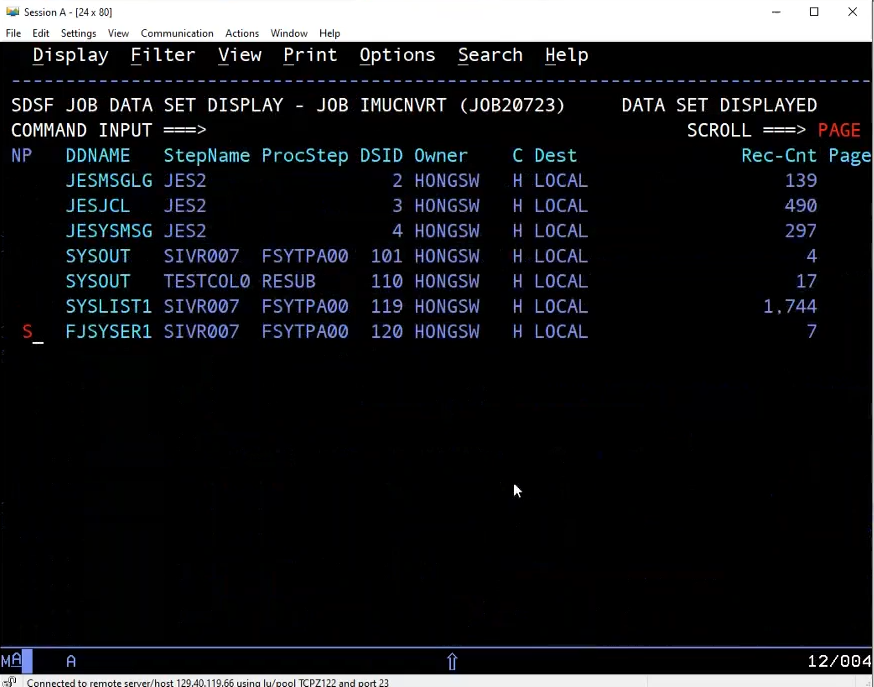 Session A - [24 x 80]
File Edit Settings View Communication Actions Window Help
Display Filter View Print Options Search Help
--------------------------------------------------------------------------------
SDSF JOB DATA SET DISPLAY - JOB IMUCNVRT (JOB20723) DATA SET DISPLAYED
COMMAND INPUT ===> SCROLL ===> PAGE
NP DDNAME StepName ProcStep DSID Owner C Dest Rec-Cnt Page
JESMSGLG JES2 2 HONGSW H LOCAL 139
JESJCL JES2 3 HONGSW H LOCAL 490
JESYSMSG JES2 4 HONGSW H LOCAL 297
SYSOUT SIVR007 FSYTPA00 101 HONGSW H LOCAL 4
SYSOUT TESTCOL0 RESUB 110 HONGSW H LOCAL 17
SYSLIST1 SIVR007 FSYTPA00 119 HONGSW H LOCAL 1,744
S_ FJSYSER1 SIVR007 FSYTPA00 120 HONGSW H LOCAL 7
MA A 12/004
Connected to remote server/host 129.40.119.66 using lu/pool TCPZ122 and port 23